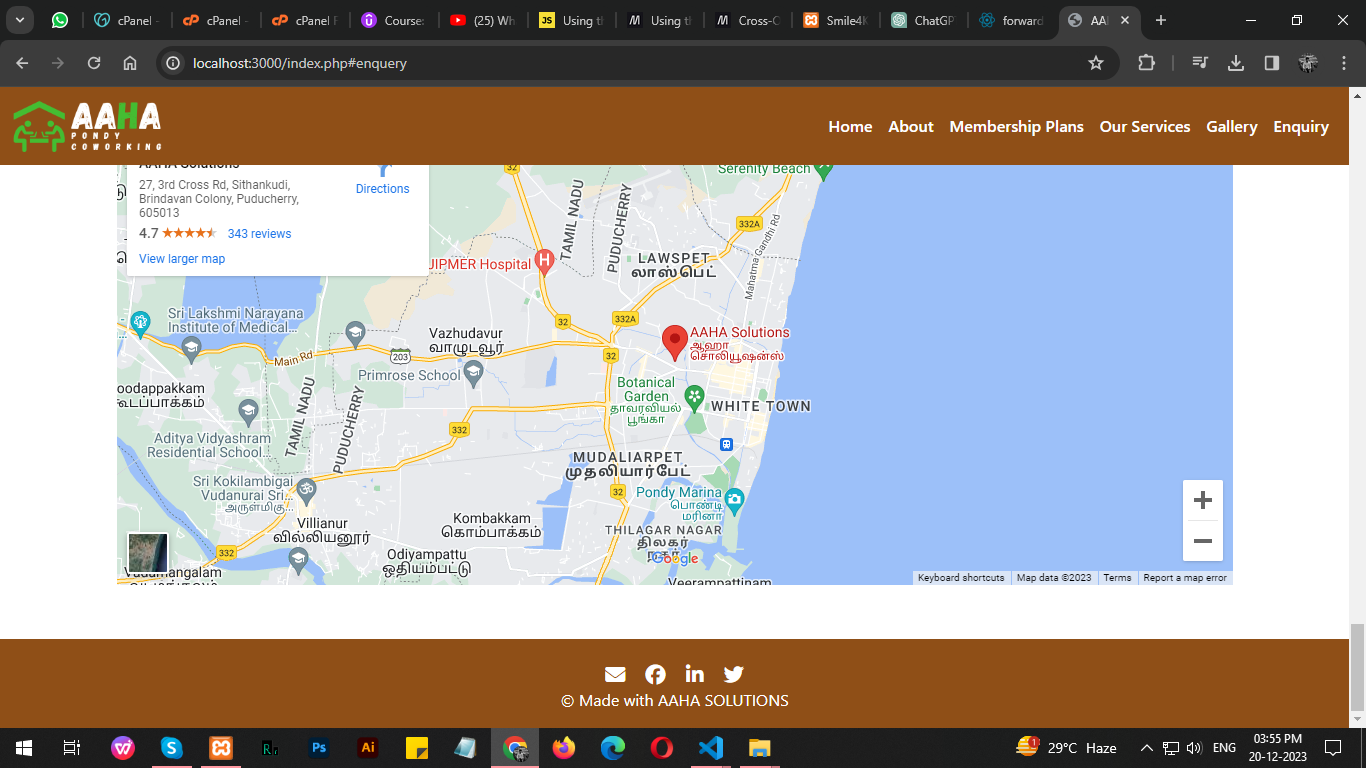 cPanel -
cPanel -
cPanel F
Course:
(25) Wh
Using th
Using th
Cross-O
Smile4K
ChatGP
forward
AAI
localhost:3000/index.php#enquery
AAHA
PONDY
COWORKING
Home About Membership Plans Our Services Gallery Enquiry
AAHA Solutions
27, 3rd Cross Rd, Sithankudi,
Brindavan Colony, Puducherry,
605013
Directions
4.7 343 reviews
View larger map
Serenity Beach
32
332A
TAMIL NADU
PUDUCHERRY
Mahatma Gandhi Rd
JIPMER Hospital
LAWSPET
லாஸ்பெட்
Sri Lakshmi Narayana
Institute of Medical...
32
332A
Vazhudavur
வாழுடவூர்
AAHA Solutions
ஆஹா
சொலியூஷன்ஸ்
Main Rd
203
32
Primrose School
oodappakkam
கூடப்பாக்கம்
Botanical
Garden
தாவரவியல்
பூங்கா
WHITE TOWN
TAMIL NADU
PUDUCHERRY
332
Aditya Vidyashram
Residential School...
MUDALIARPET
முதலியார்பேட்
Sri Kokilambigai
Vudanurai Sri...
அருள்மிகு...
32
Pondy Marina
பொண்டி
மரினா
Villianur
வில்லியனூர்
Kombakkam
கொம்பாக்கம்
THILAGAR NAGAR
திலகர்
நகர்
332
Odiyampattu
ஒதியம்பட்டு
Google
Vadamangalam
Veerampattinam
Keyboard shortcuts Map data ©2023 Terms Report a map error
© Made with AAHA SOLUTIONS
29°C Haze
ENG
03:55 PM
20-12-2023